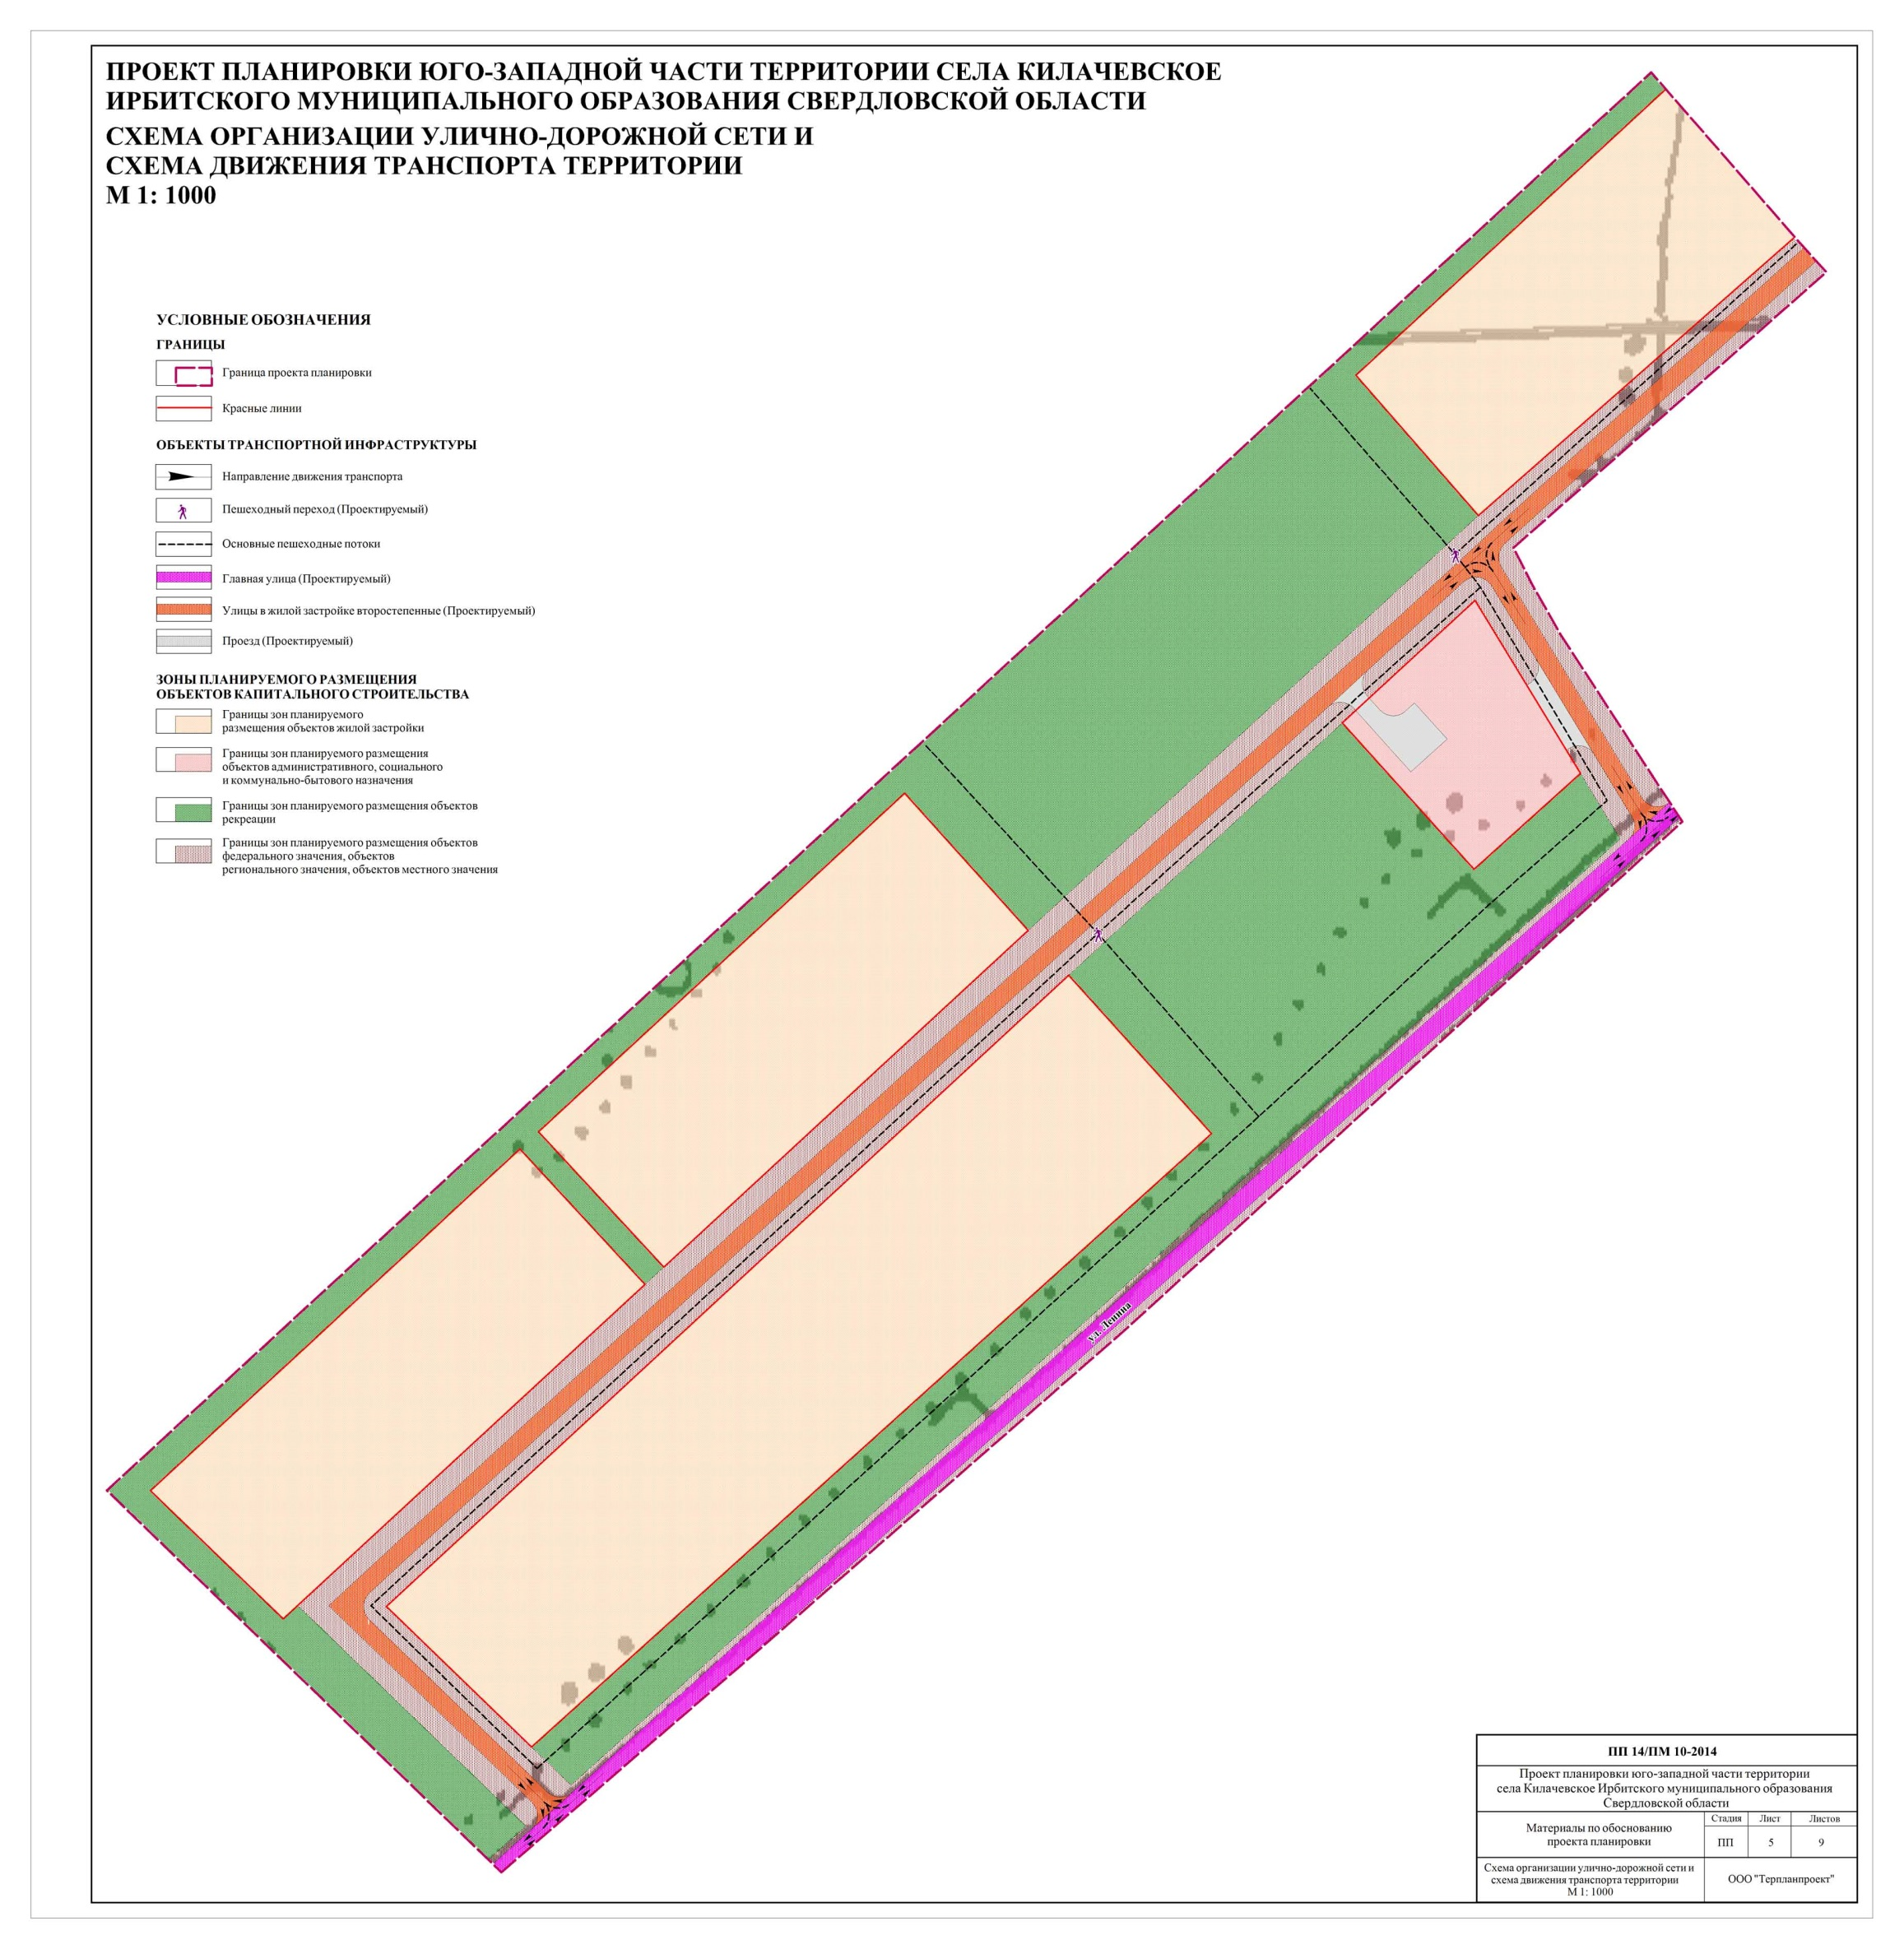 ПРОЕКТ ПЛАНИРОВКИ ЮГО-ЗАПАДНОЙ ЧАСТИ ТЕРРИТОРИИ СЕЛА КИЛАЧЕВСКОЕ
ИРБИТСКОГО МУНИЦИПАЛЬНОГО ОБРАЗОВАНИЯ СВЕРДЛОВСКОЙ ОБЛАСТИ
СХЕМА ОРГАНИЗАЦИИ УЛИЧНО-ДОРОЖНОЙ СЕТИ И
СХЕМА ДВИЖЕНИЯ ТРАНСПОРТА ТЕРРИТОРИИ
М 1: 1000
УСЛОВНЫЕ ОБОЗНАЧЕНИЯ
ГРАНИЦЫ
Граница проекта планировки
Красные линии
ОБЪЕКТЫ ТРАНСПОРТНОЙ ИНФРАСТРУКТУРЫ
Направление движения транспорта
Пешеходный переход (Проектируемый)
Основные пешеходные потоки
Главная улица (Проектируемый)
Улицы в жилой застройке второстепенные (Проектируемый)
Проезд (Проектируемый)
ЗОНЫ ПЛАНИРУЕМОГО РАЗМЕЩЕНИЯ
ОБЪЕКТОВ КАПИТАЛЬНОГО СТРОИТЕЛЬСТВА
Границы зон планируемого
размещения объектов жилой застройки
Границы зон планируемого размещения
объектов административного, социального
и коммунально-бытового назначения
Границы зон планируемого размещения объектов
рекреации
Границы зон планируемого размещения объектов
федерального значения, объектов
регионального значения, объектов местного значения
ул. Ленина
ПП 14/ПМ 10-2014
Проект планировки юго-западной части территории
села Килачевское Ирбитского муниципального образования
Свердловской области
Материалы по обоснованию
проекта планировки
Стадия Лист Листов
ПП 5 9
Схема организации улично-дорожной сети и
схема движения транспорта территории
М 1: 1000
ООО "Терпланпроект"